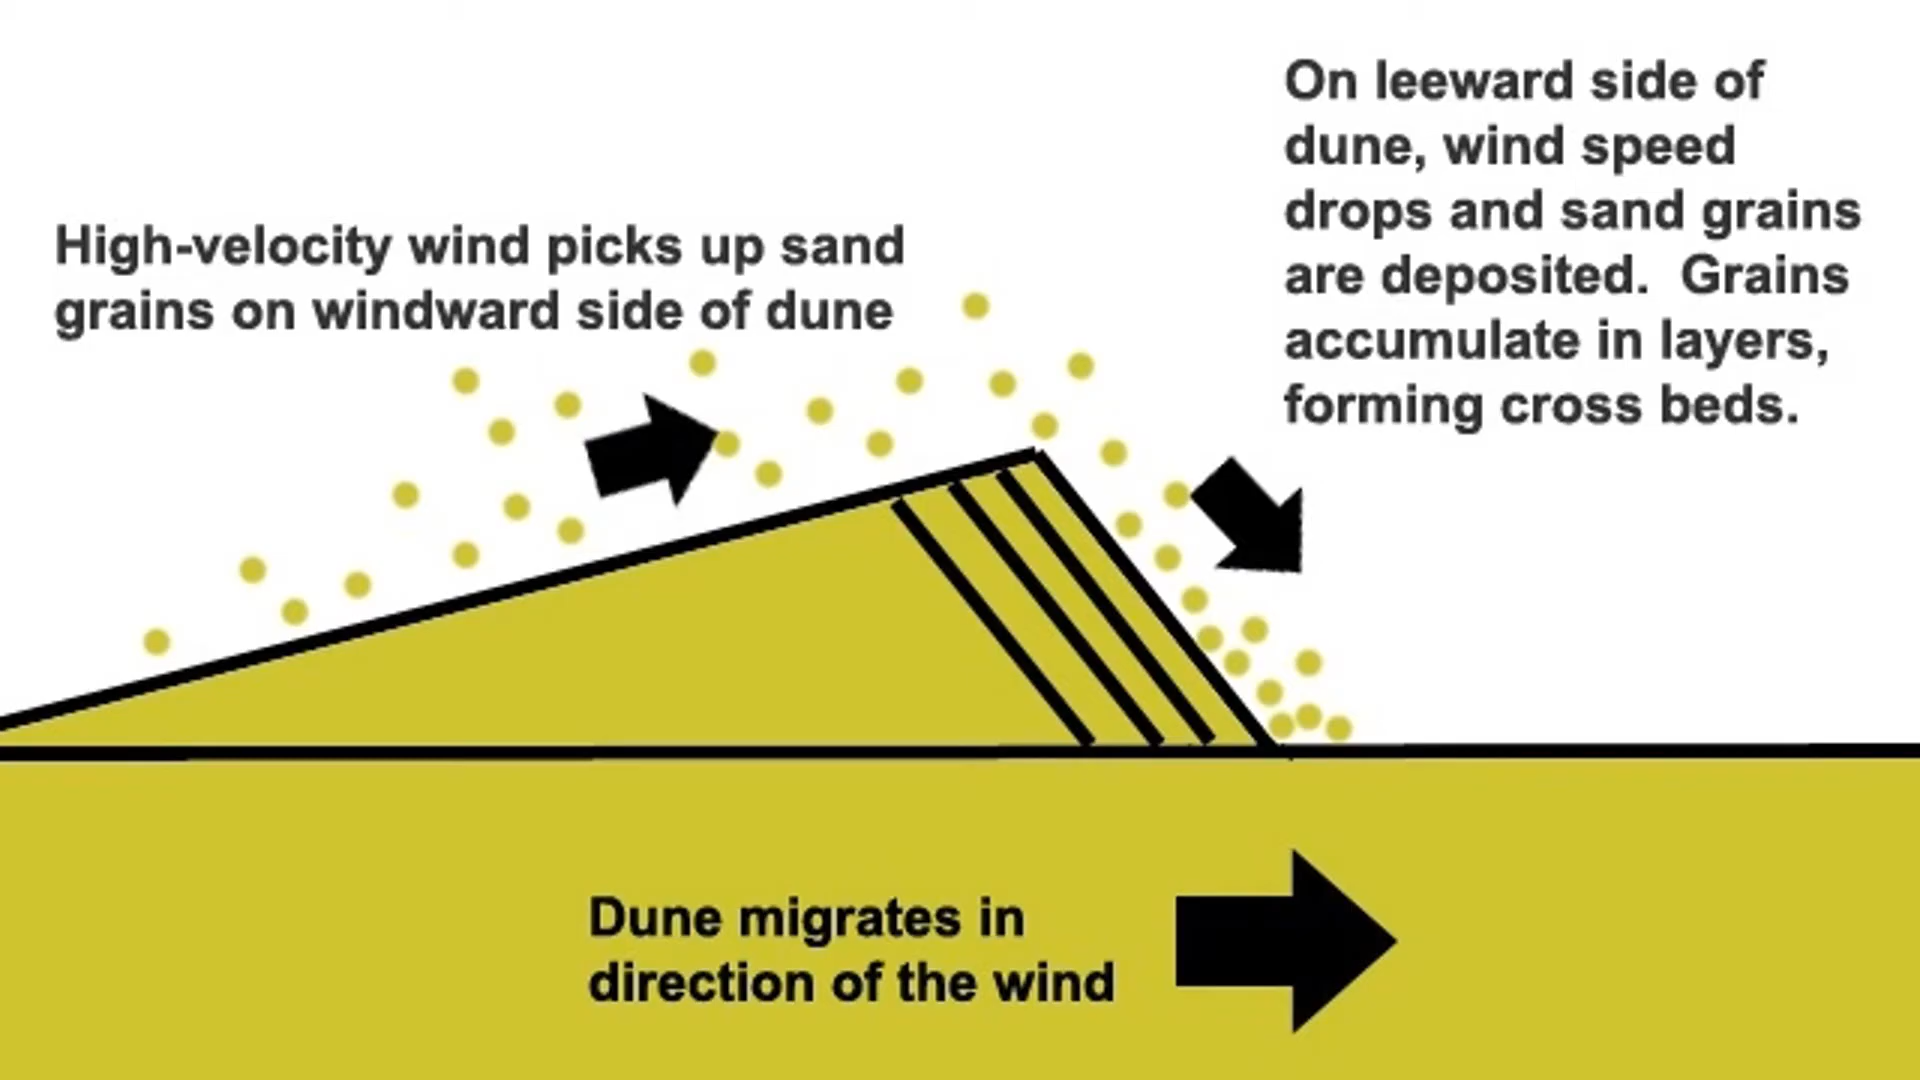 High-velocity wind picks up sand
grains on windward side of dune
On leeward side of
dune, wind speed
drops and sand grains
are deposited.  Grains
accumulate in layers,
forming cross beds.
Dune migrates in
direction of the wind